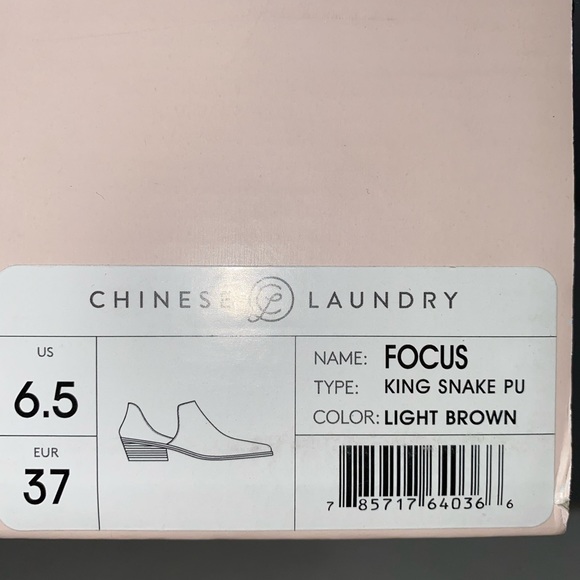 CHINESE LAUNDRY
US
6.5
EUR
37
NAME: FOCUS
TYPE: KING SNAKE PU
COLOR: LIGHT BROWN
7 85717 64036 6